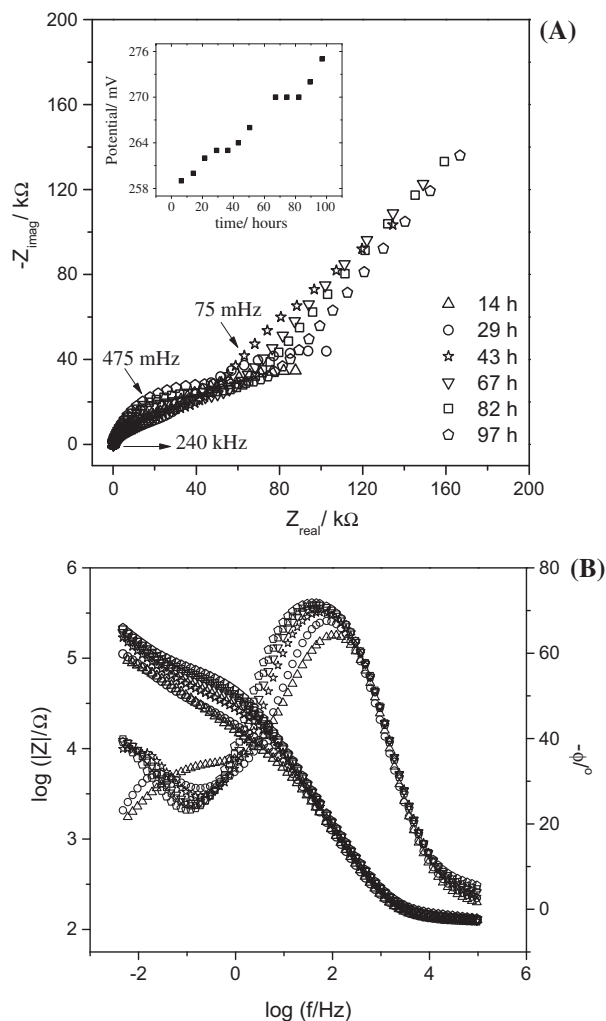 (A)
200
160
120
80
40
0
-Z_imag/ kΩ
276
270
264
258
Potential/ mV
0 20 40 60 80 100
time/ hours
75 mHz
475 mHz
240 kHz
14 h
29 h
43 h
67 h
82 h
97 h
0 40 80 120 160 200
Z_real/ kΩ
(B)
6
5
4
3
2
log (|Z|/Ω)
80
60
40
20
0
-φ/°
-2 0 2 4 6
log (f/Hz)